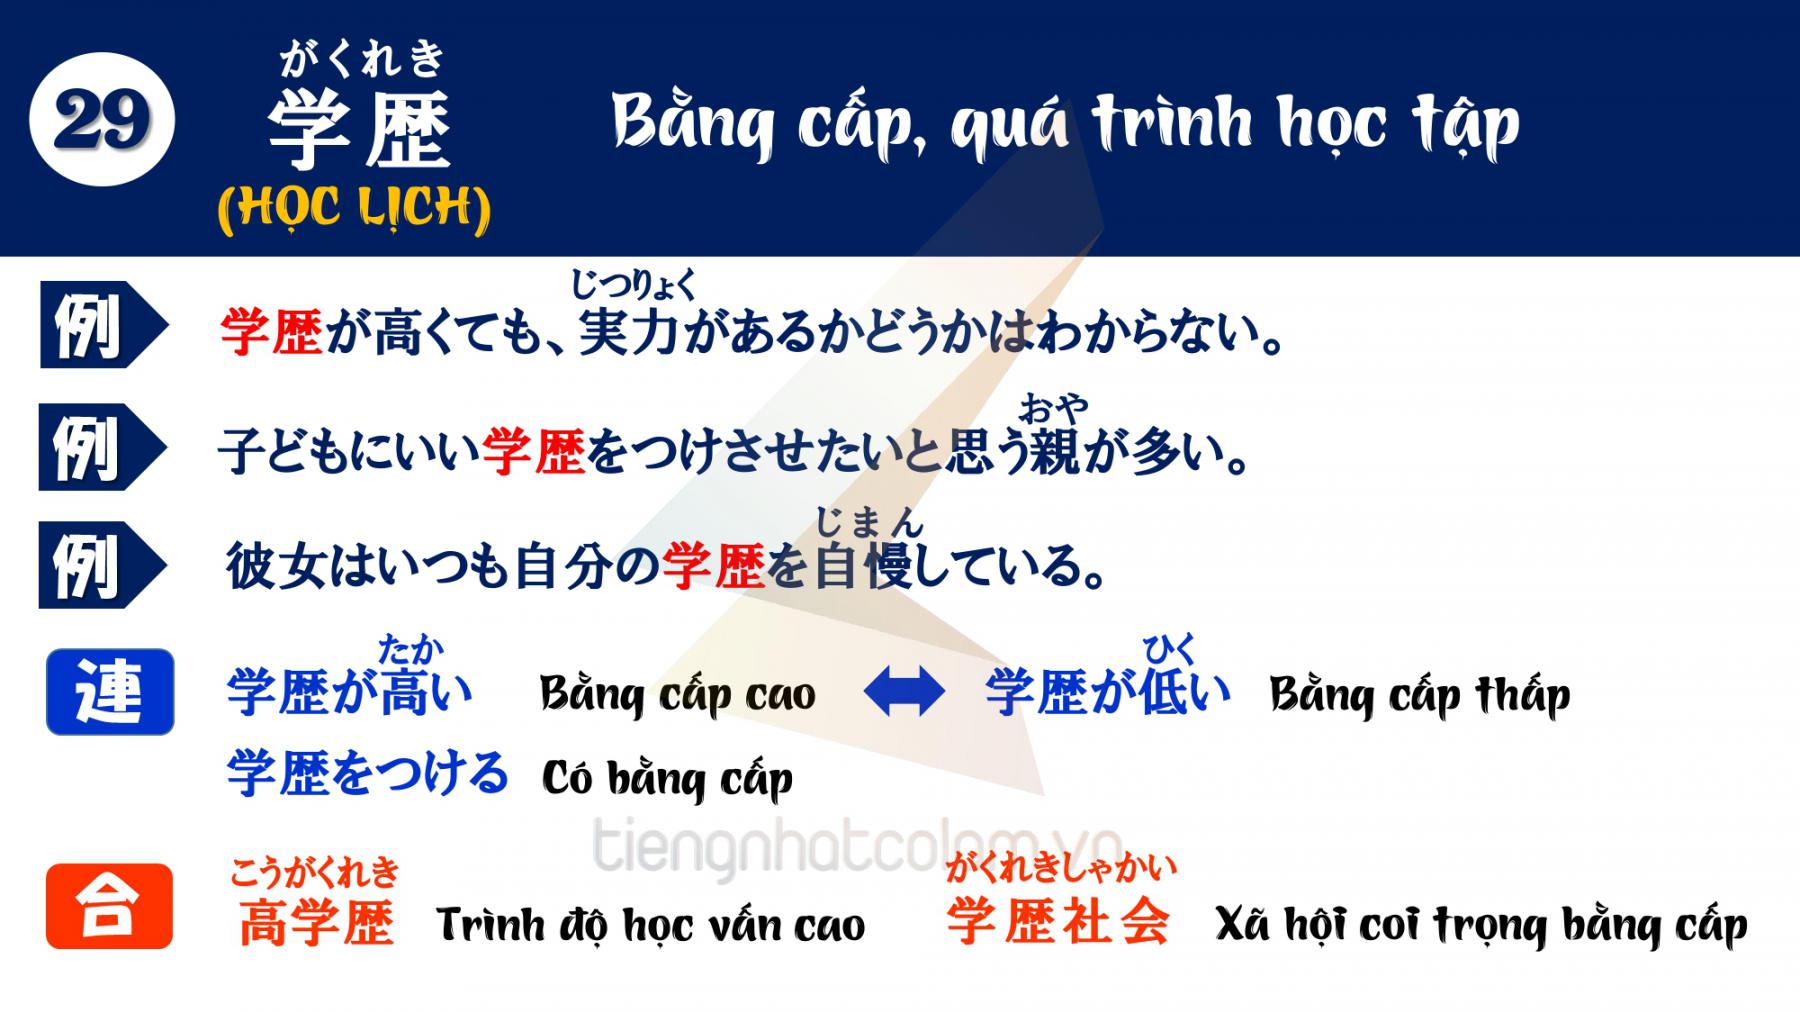 29
がくれき
学歴
(HỌC LỊCH)
Bằng cấp, quá trình học tập
じつりょく
例 学歴が高くても、実力があるかどうかはわからない。
おや
例 子どもにいい学歴をつけさせたいと思う親が多い。
じまん
例 彼女はいつも自分の学歴を自慢している。
たか ひく
連 学歴が高い Bằng cấp cao 学歴が低い Bằng cấp thấp
学歴をつける Có bằng cấp
tiengnhatcolam.vn
こうがくれき がくれきしゃかい
合 高学歴 Trình độ học vấn cao 学歴社会 Xã hội coi trọng bằng cấp